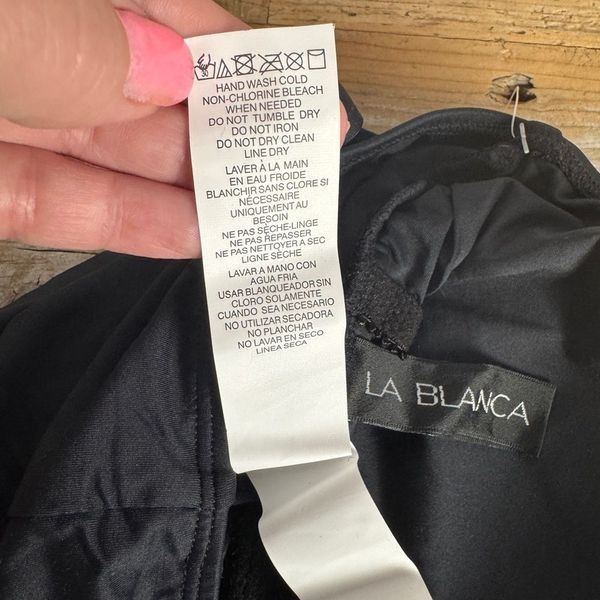 30
HAND WASH COLD
NON-CHLORINE BLEACH
WHEN NEEDED
DO NOT TUMBLE DRY
DO NOT IRON
DO NOT DRY CLEAN
LINE DRY
LAVER À LA MAIN
EN EAU FROIDE
BLANCHIR SANS CLORE SI
NÉCESSAIRE
UNIQUEMENT AU
BESOIN
NE PAS SÈCHE-LINGE
NE PAS REPASSER
NE PAS NETTOYER A SEC
LIGNE SÈCHE
LAVAR A MANO CON
AGUA FRIA
USAR BLANQUEADOR SIN
CLORO SOLAMENTE
CUANDO SEA NECESARIO
NO UTILIZAR SECADORA
NO PLANCHAR
NO LAVAR EN SECO
LINEA SECA
LA BLANCA